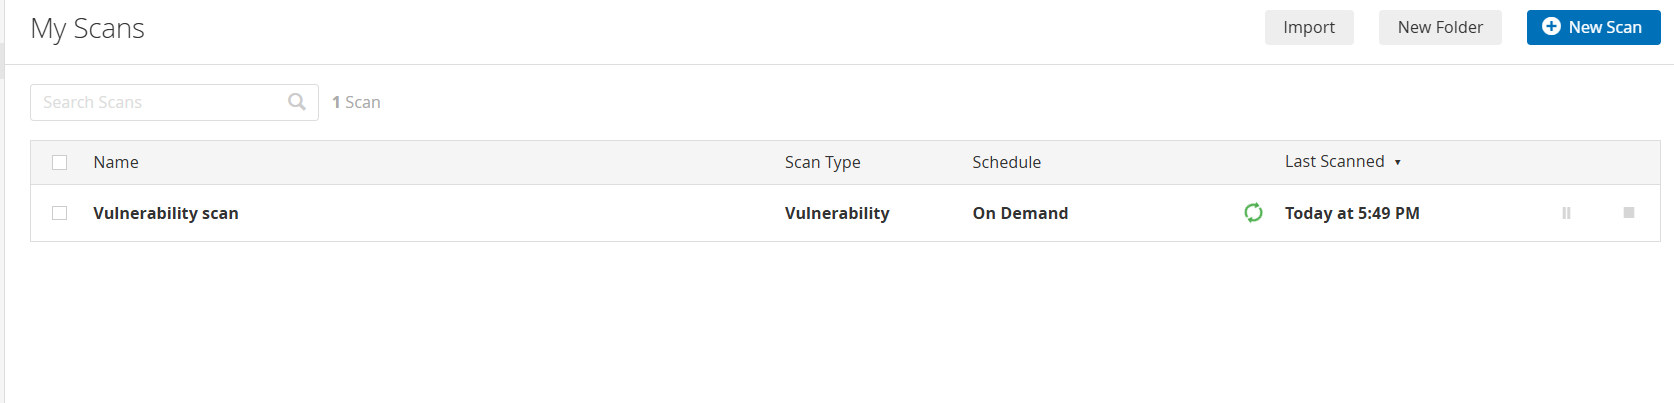 My Scans
Import
New Folder
New Scan
Search Scans
1 Scan
Name Scan Type Schedule Last Scanned
Vulnerability scan Vulnerability On Demand Today at 5:49 PM